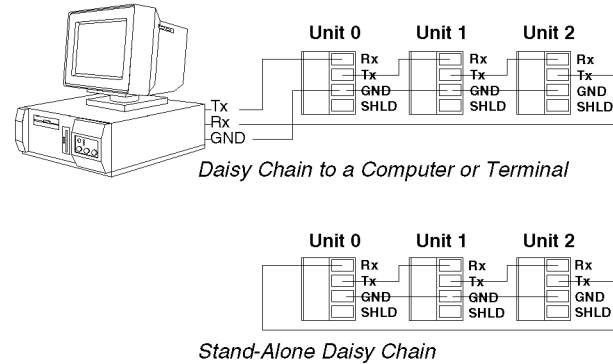 Unit 0 Unit 1 Unit 2
Rx Rx Rx
Tx Tx Tx
GND GND GND
SHLD SHLD SHLD
Tx
Rx
GND
Daisy Chain to a Computer or Terminal
Unit 0 Unit 1 Unit 2
Rx Rx Rx
Tx Tx Tx
GND GND GND
SHLD SHLD SHLD
Stand-Alone Daisy Chain